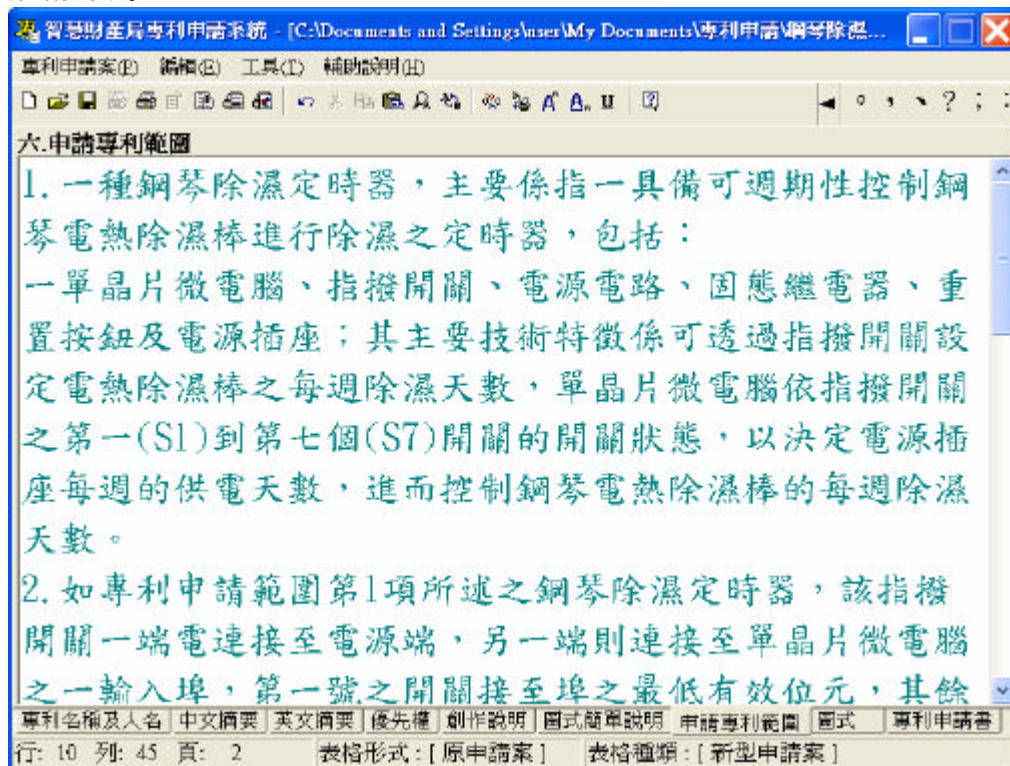 智慧財產局專利申請系統 - [C:\Documents and Settings\user\My Documents\專利申請\鋼琴除濕...
專利申請案(P) 編輯(E) 工具(T) 輔助說明(H)
六.申請專利範圍
1. 一種鋼琴除濕定時器，主要係指一具備可週期性控制鋼
琴電熱除濕棒進行除濕之定時器，包括：
一單晶片微電腦、指撥開關、電源電路、固態繼電器、重
置按鈕及電源插座；其主要技術特徵係可透過指撥開關設
定電熱除濕棒之每週除濕天數，單晶片微電腦依指撥開關
之第一(S1)到第七個(S7)開關的開關狀態，以決定電源插
座每週的供電天數，進而控制鋼琴電熱除濕棒的每週除濕
天數。
2. 如專利申請範圍第1項所述之鋼琴除濕定時器，該指撥
開關一端電連接至電源端，另一端則連接至單晶片微電腦
之一輸入埠，第一號之開關接至埠之最低有效位元，其餘
專利名稱及人名 中文摘要 英文摘要 優先權 創作說明 圖式簡單說明 申請專利範圍 圖式 專利申請書
行: 10 列: 45 頁: 2 表格形式 : [ 原申請案 ] 表格種類 : [ 新型申請案 ]